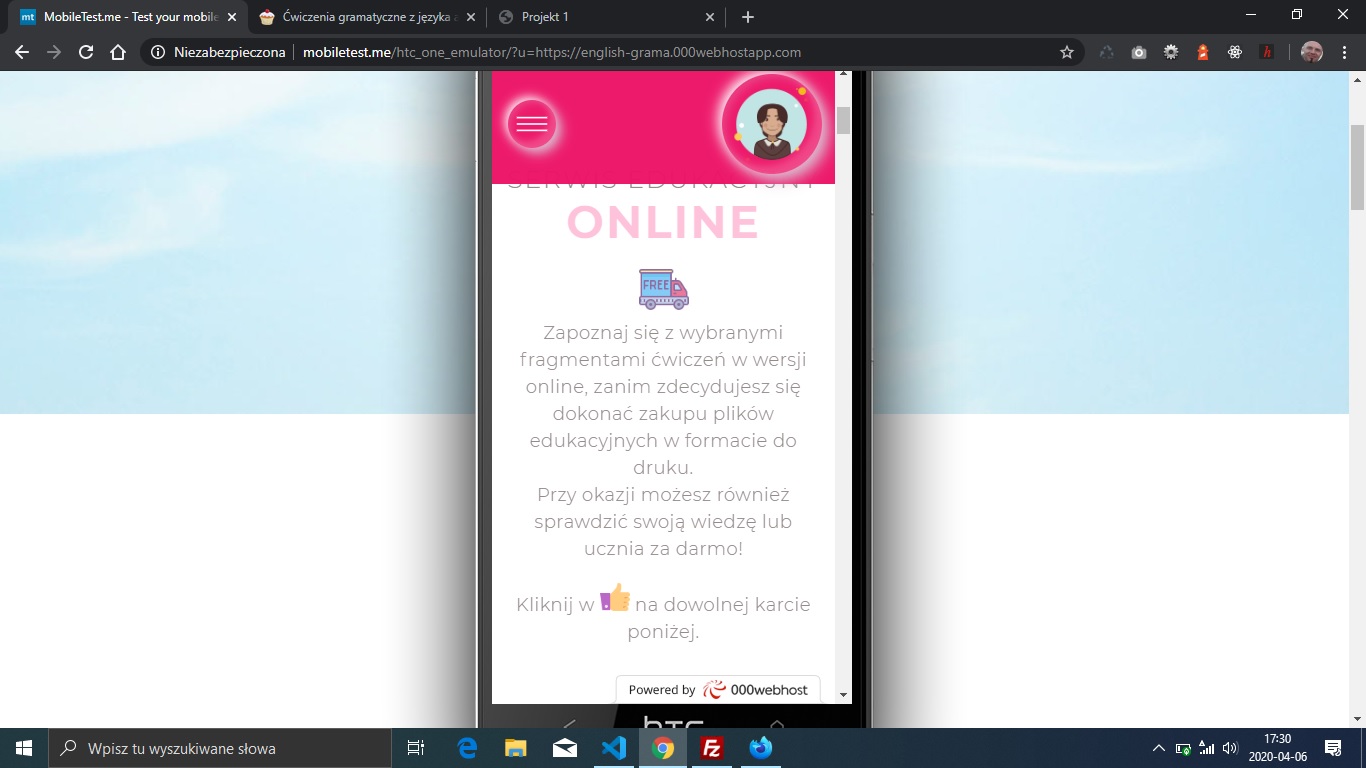 mt MobileTest.me - Test your mobile
Ćwiczenia gramatyczne z języka a
Projekt 1
Niezabezpieczona
mobiletest.me/htc_one_emulator/?u=https://english-grama.000webhostapp.com
SERWIS EDUKACYJNY
ONLINE
FREE
Zapoznaj się z wybranymi
fragmentami ćwiczeń w wersji
online, zanim zdecydujesz się
dokonać zakupu plików
edukacyjnych w formacie do
druku.
Przy okazji możesz również
sprawdzić swoją wiedzę lub
ucznia za darmo!
Kliknij w na dowolnej karcie
poniżej.
Powered by 000webhost
hTC
Wpisz tu wyszukiwane słowa
17:30
2020-04-06